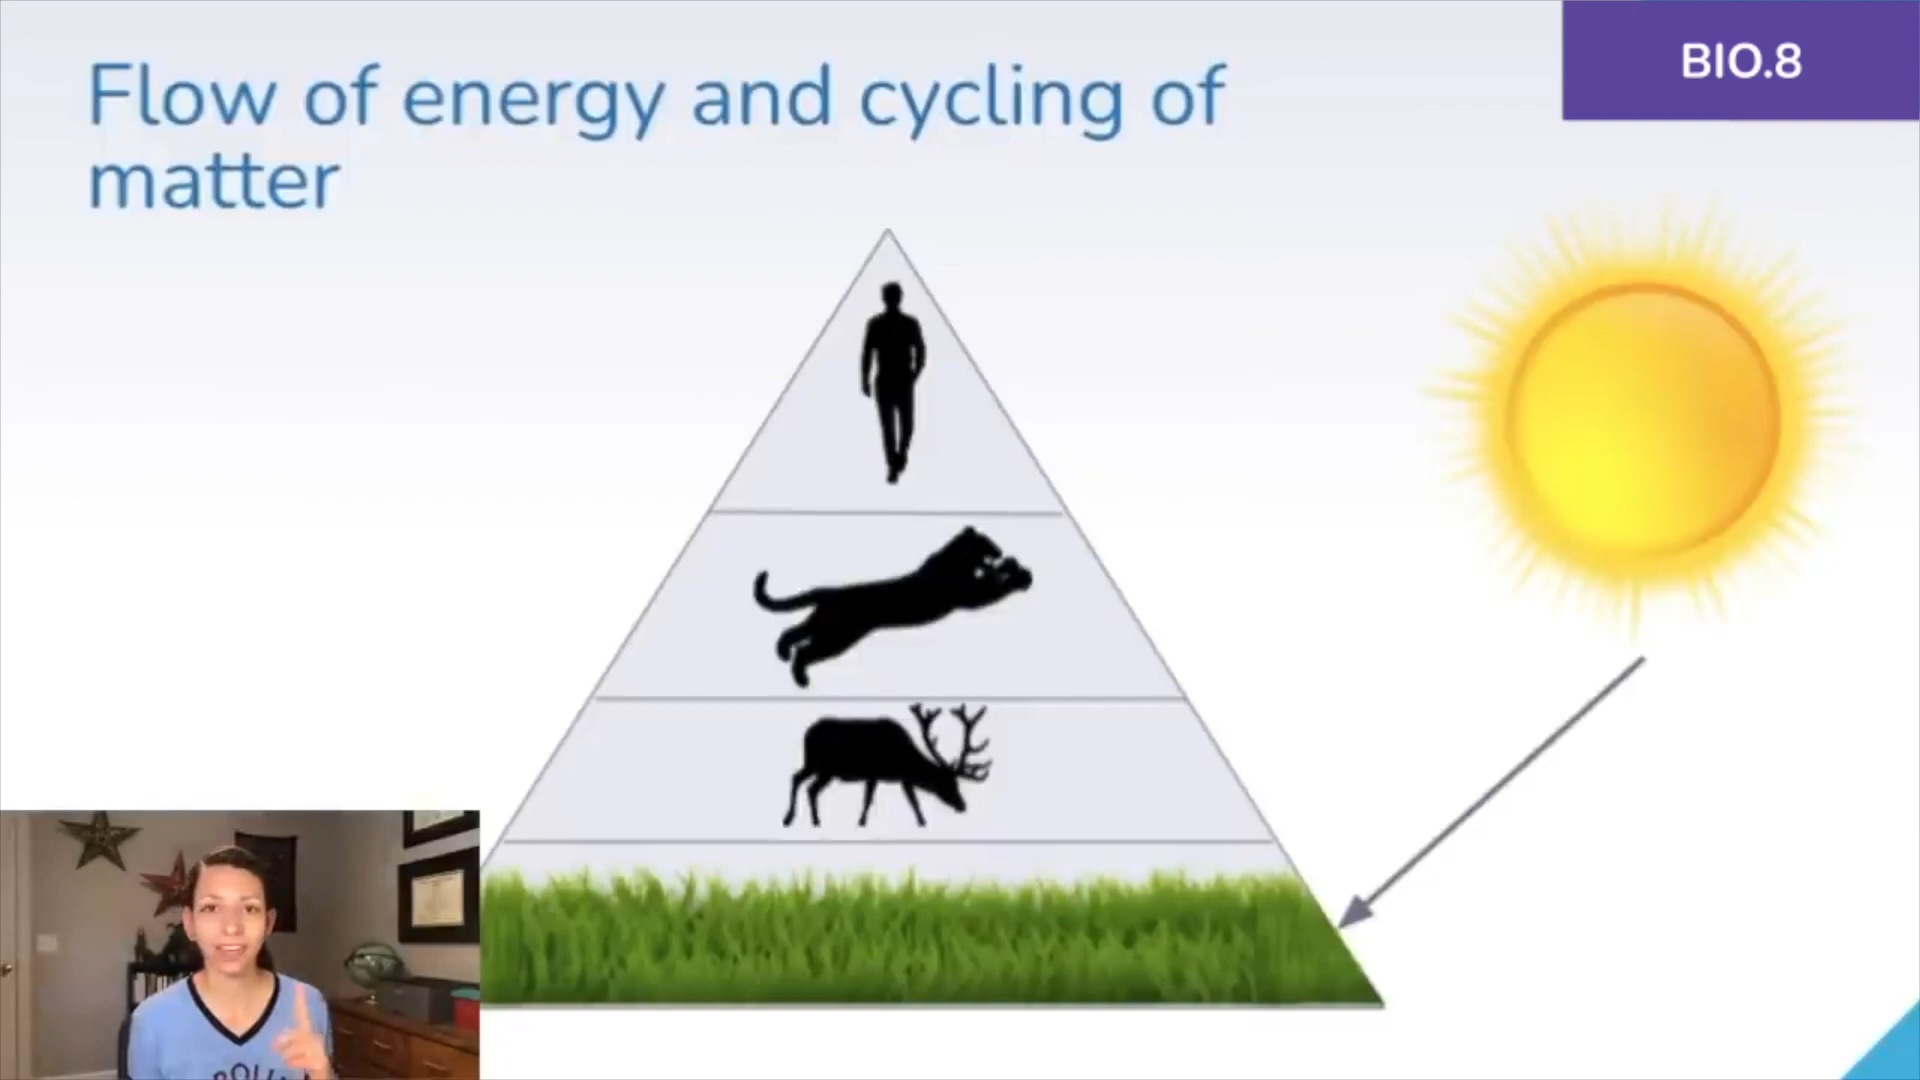 Flow of energy and cycling of
matter
BIO.8